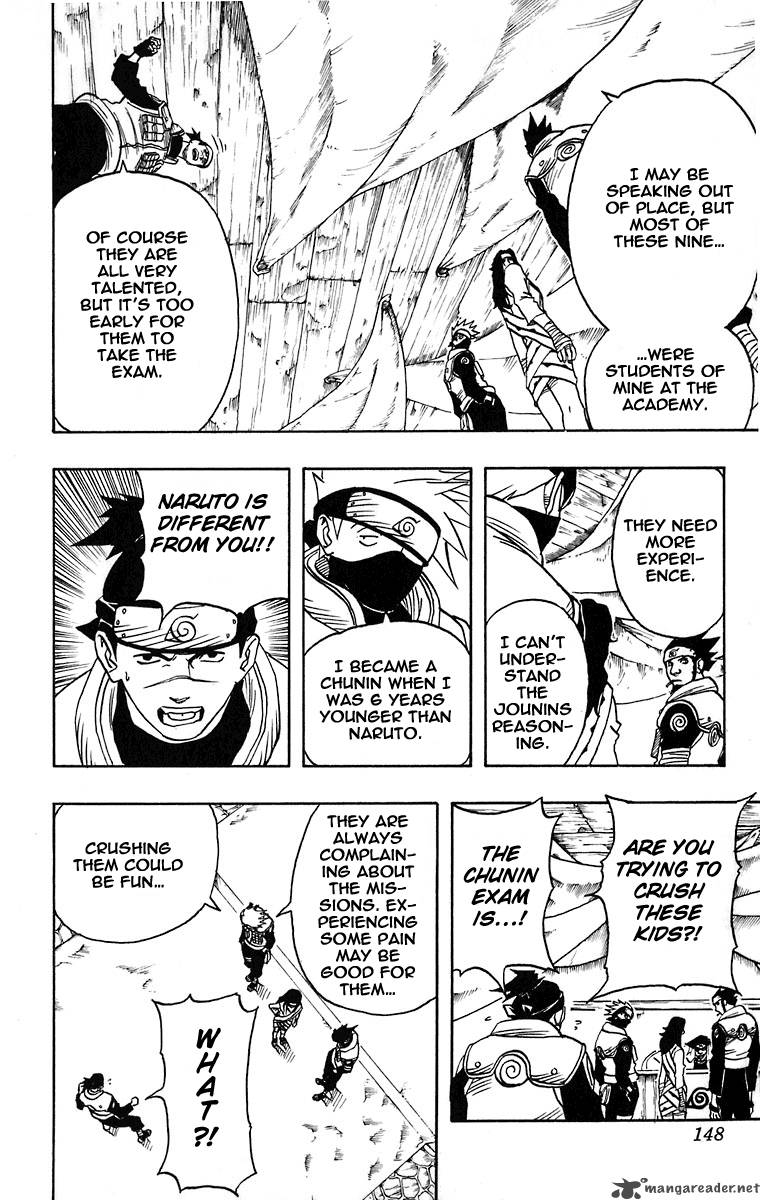 I MAY BE
SPEAKING OUT
OF PLACE, BUT
MOST OF
THESE NINE...
...WERE
STUDENTS OF
MINE AT THE
ACADEMY.
OF COURSE
THEY ARE
ALL VERY
TALENTED,
BUT IT'S TOO
EARLY FOR
THEM TO
TAKE THE
EXAM.
THEY NEED
MORE
EXPERI-
ENCE.
I CAN'T
UNDER-
STAND
THE
JOUNINS
REASON-
ING.
I BECAME A
CHUNIN WHEN I
WAS 6 YEARS
YOUNGER THAN
NARUTO.
NARUTO IS
DIFFERENT
FROM YOU!!
ARE YOU
TRYING TO
CRUSH
THESE
KIDS?!
THE
CHUNIN
EXAM
IS...!
THEY ARE
ALWAYS
COMPLAIN-
ING ABOUT
THE MIS-
SIONS. EX-
PERIENCING
SOME PAIN
MAY BE
GOOD FOR
THEM...
CRUSHING
THEM COULD
BE FUN...
WHAT?!
148
mangareader.net